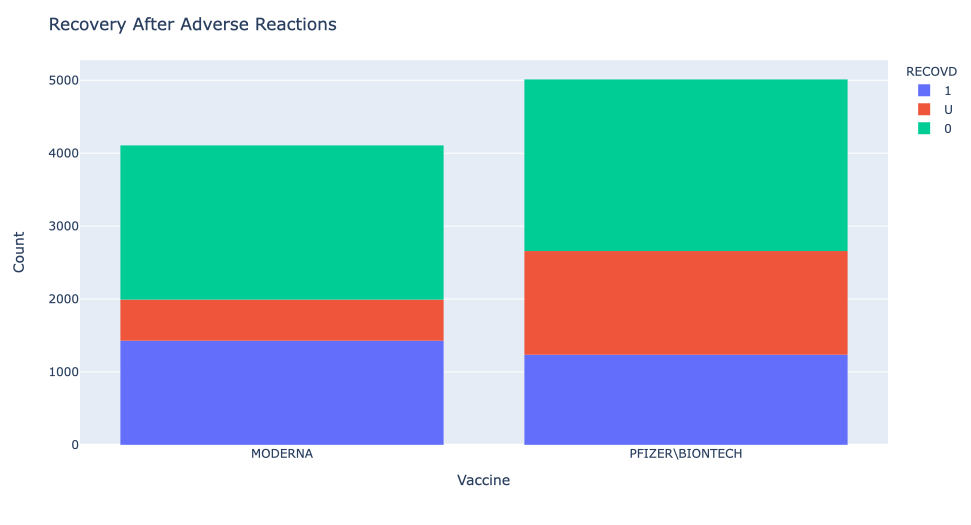 Recovery After Adverse Reactions
RECOVD
1
U
0
5000
4000
3000
2000
1000
0
Count
MODERNA
PFIZER\BIONTECH
Vaccine